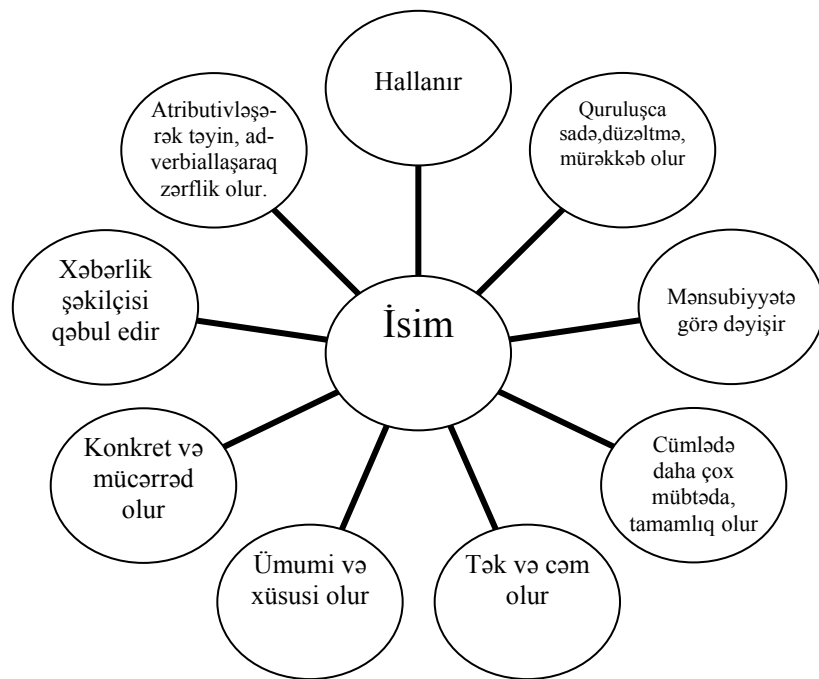 Hallanır
Quruluşca
sadə,düzəltmə,
mürəkkəb olur
Mənsubiyyətə
görə dəyişir
Cümlədə
daha çox
mübtəda,
tamamlıq olur
Tək və cəm
olur
Ümumi və
xüsusi olur
Konkret və
mücərrəd
olur
Xəbərlik
şəkilçisi
qəbul edir
Atributivləşə-
rək təyin, ad-
verbiallaşaraq
zərflik olur.
İsim